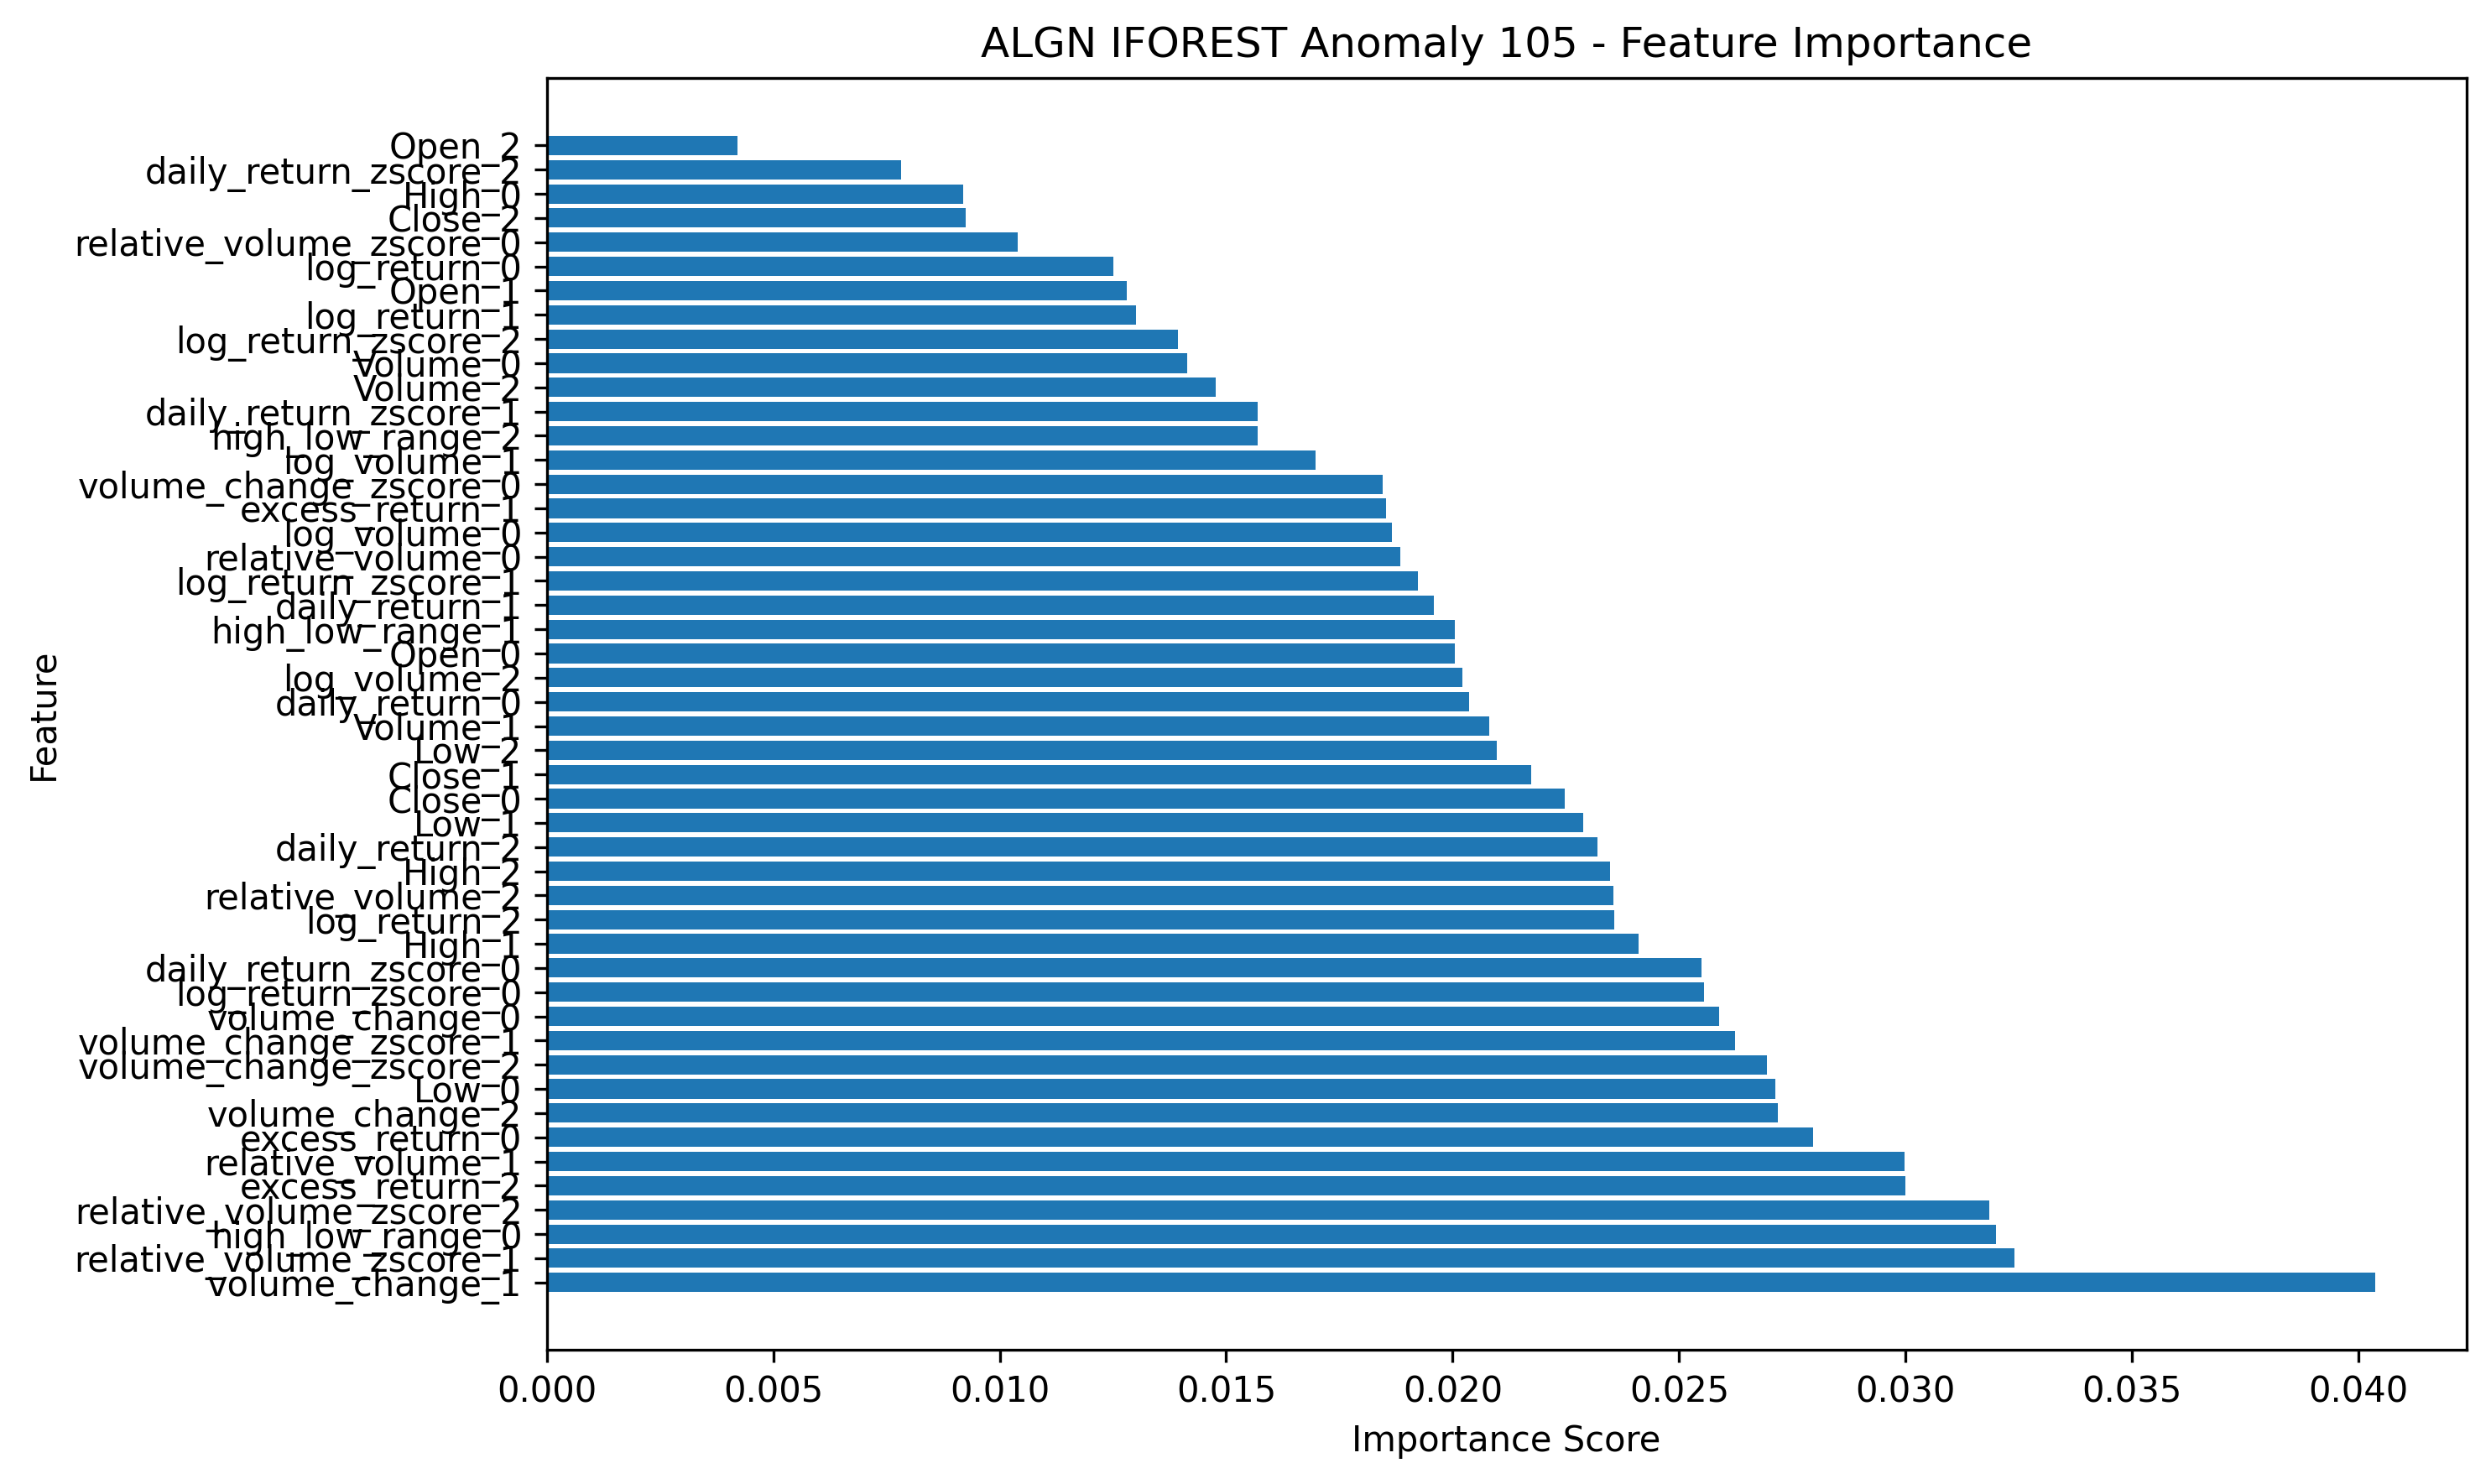 ALGN IFOREST Anomaly 105 - Feature Importance
Open_2
daily_return_zscore_2
High_0
Close_2
relative_volume_zscore_0
log_return_0
Open_1
log_return_1
log_return_zscore_2
Volume_0
Volume_2
daily_return_zscore_1
high_low_range_2
log_volume_1
volume_change_zscore_0
excess_return_1
log_volume_0
relative_volume_0
log_return_zscore_1
daily_return_1
high_low_range_1
Open_0
log_volume_2
daily_return_0
Volume_1
Low_2
Close_1
Close_0
Low_1
daily_return_2
High_2
relative_volume_2
log_return_2
High_1
daily_return_zscore_0
log_return_zscore_0
volume_change_0
volume_change_zscore_1
volume_change_zscore_2
Low_0
volume_change_2
excess_return_0
relative_volume_1
excess_return_2
relative_volume_zscore_2
high_low_range_0
relative_volume_zscore_1
volume_change_1
Feature
0.000 0.005 0.010 0.015 0.020 0.025 0.030 0.035 0.040
Importance Score